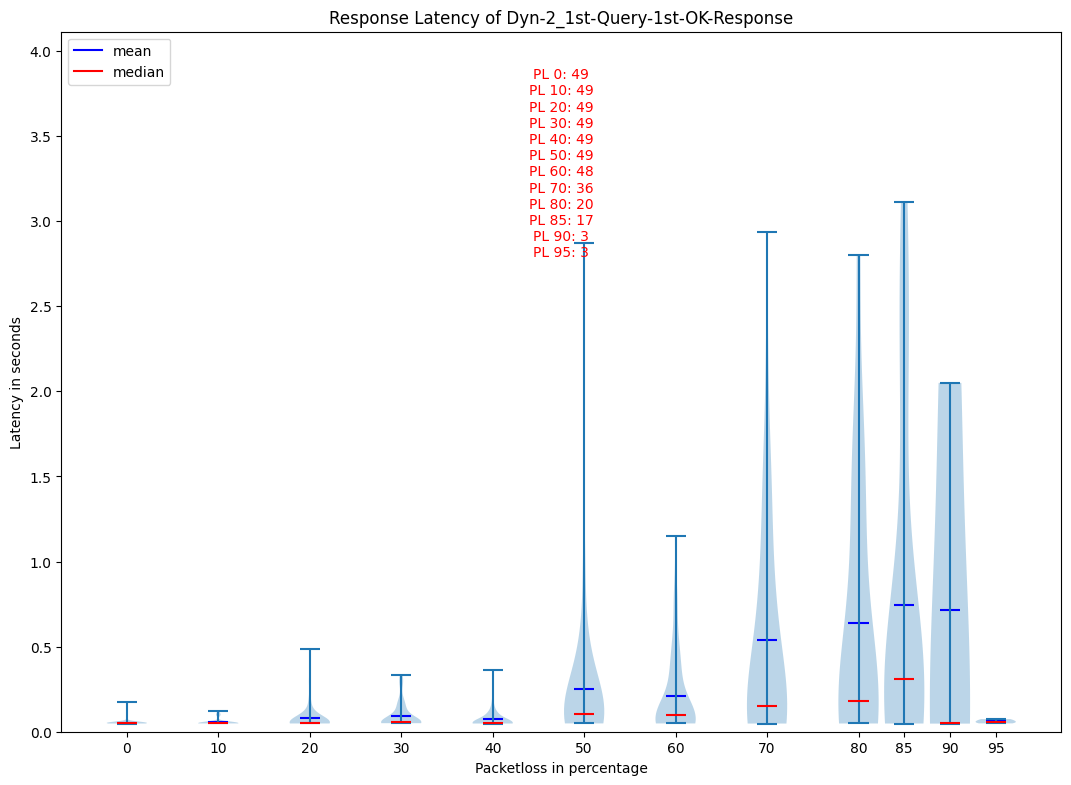 Response Latency of Dyn-2_1st-Query-1st-OK-Response
mean
median
PL 0: 49
PL 10: 49
PL 20: 49
PL 30: 49
PL 40: 49
PL 50: 49
PL 60: 48
PL 70: 36
PL 80: 20
PL 85: 17
PL 90: 3
PL 95: 3
Latency in seconds
4.0
3.5
3.0
2.5
2.0
1.5
1.0
0.5
0.0
0 10 20 30 40 50 60 70 80 85 90 95
Packetloss in percentage